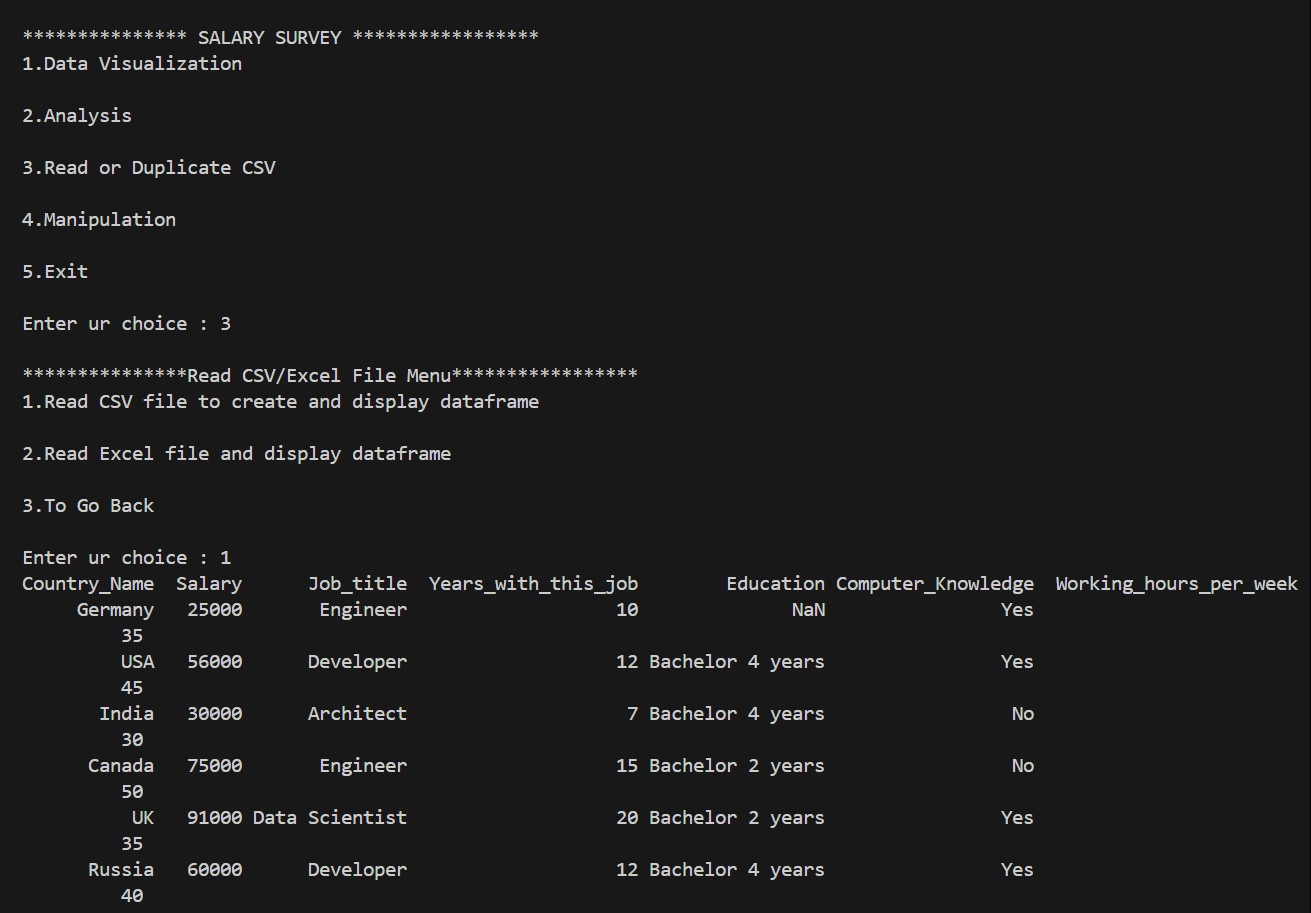 *************** SALARY SURVEY *****************
1.Data Visualization
2.Analysis
3.Read or Duplicate CSV
4.Manipulation
5.Exit
Enter ur choice : 3
***************Read CSV/Excel File Menu*****************
1.Read CSV file to create and display dataframe
2.Read Excel file and display dataframe
3.To Go Back
Enter ur choice : 1
Country_Name  Salary      Job_title  Years_with_this_job        Education Computer_Knowledge  Working_hours_per_week
     Germany   25000       Engineer                   10              NaN                Yes
         35
         USA   56000      Developer                   12 Bachelor 4 years                Yes
         45
       India   30000      Architect                    7 Bachelor 4 years                 No
         30
      Canada   75000       Engineer                   15 Bachelor 2 years                 No
         50
          UK   91000 Data Scientist                   20 Bachelor 2 years                Yes
         35
      Russia   60000      Developer                   12 Bachelor 4 years                Yes
         40